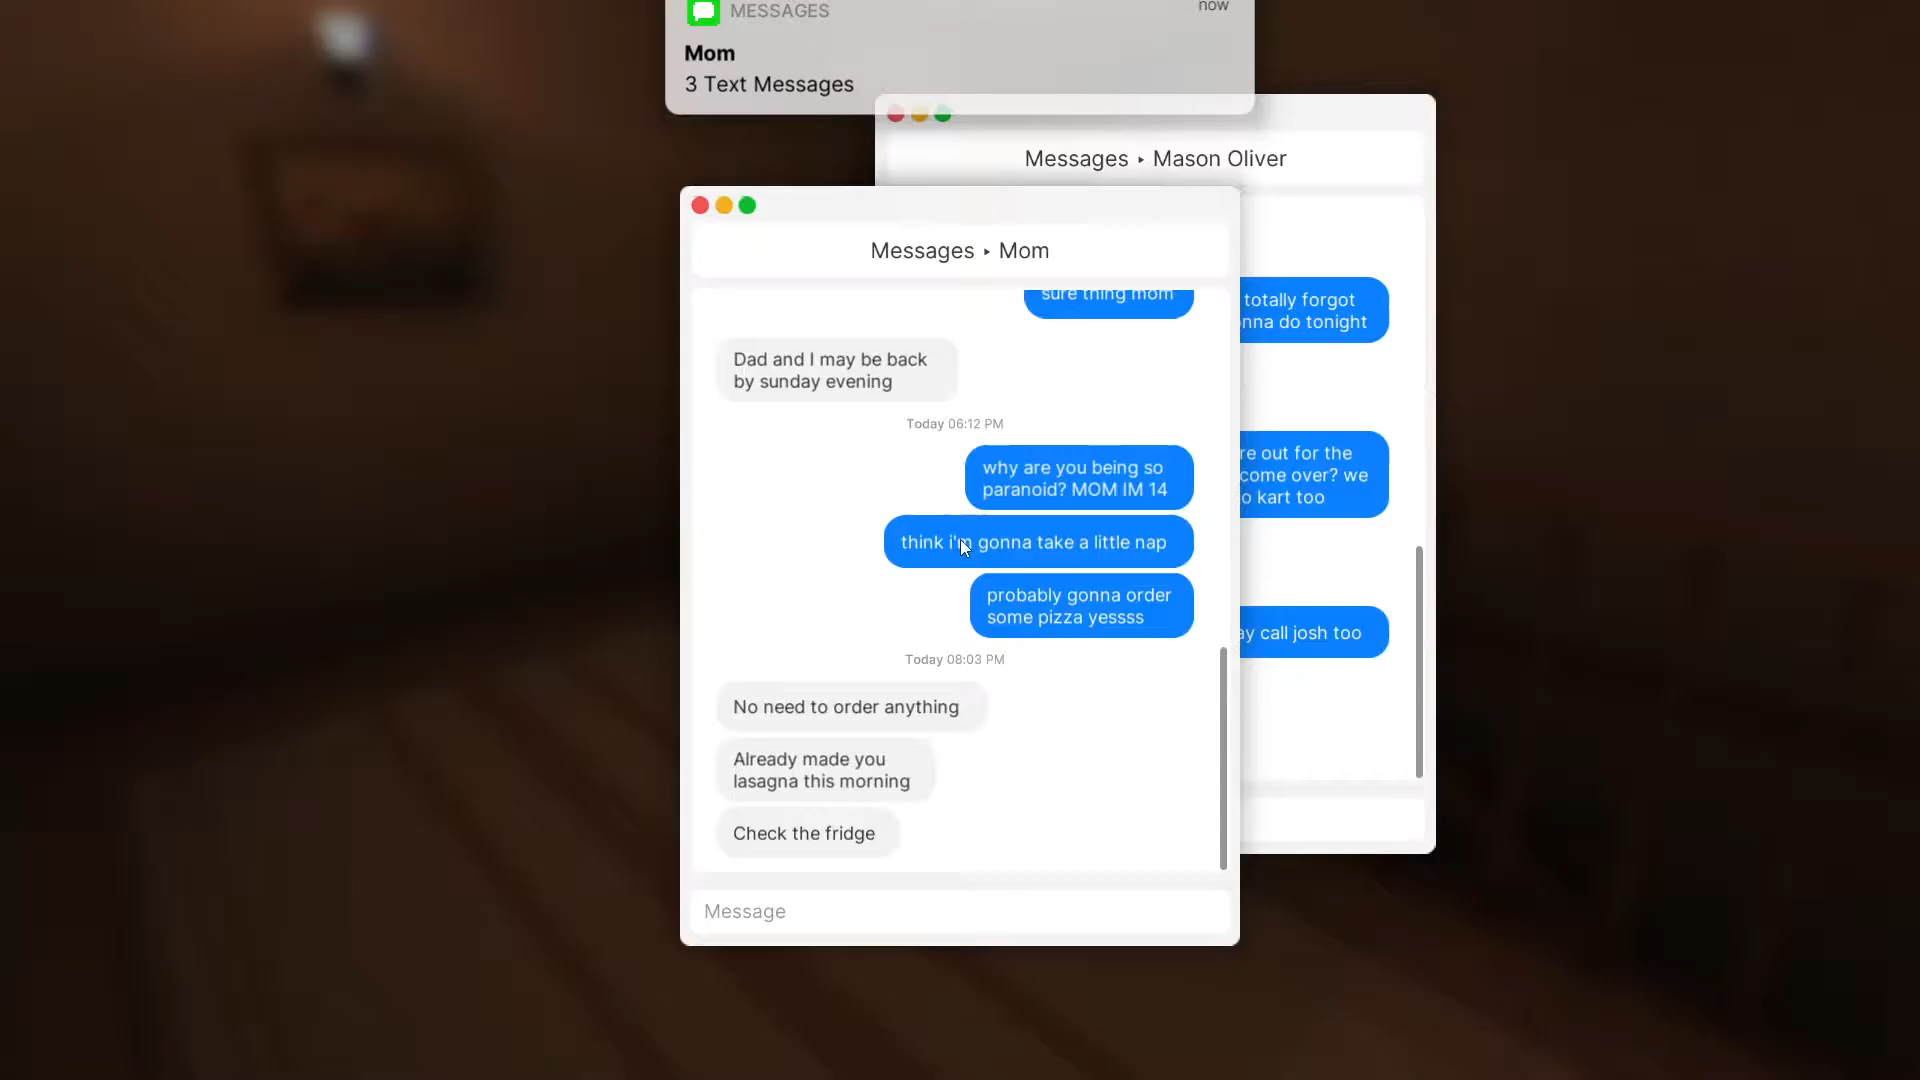 MESSAGES
now
Mom
3 Text Messages
Messages ‣ Mason Oliver
totally forgot
nna do tonight
re out for the
come over? we
o kart too
ay call josh too
Messages ‣ Mom
sure thing mom
Dad and I may be back
by sunday evening
Today 06:12 PM
why are you being so
paranoid? MOM IM 14
think i'm gonna take a little nap
probably gonna order
some pizza yessss
Today 08:03 PM
No need to order anything
Already made you
lasagna this morning
Check the fridge
Message